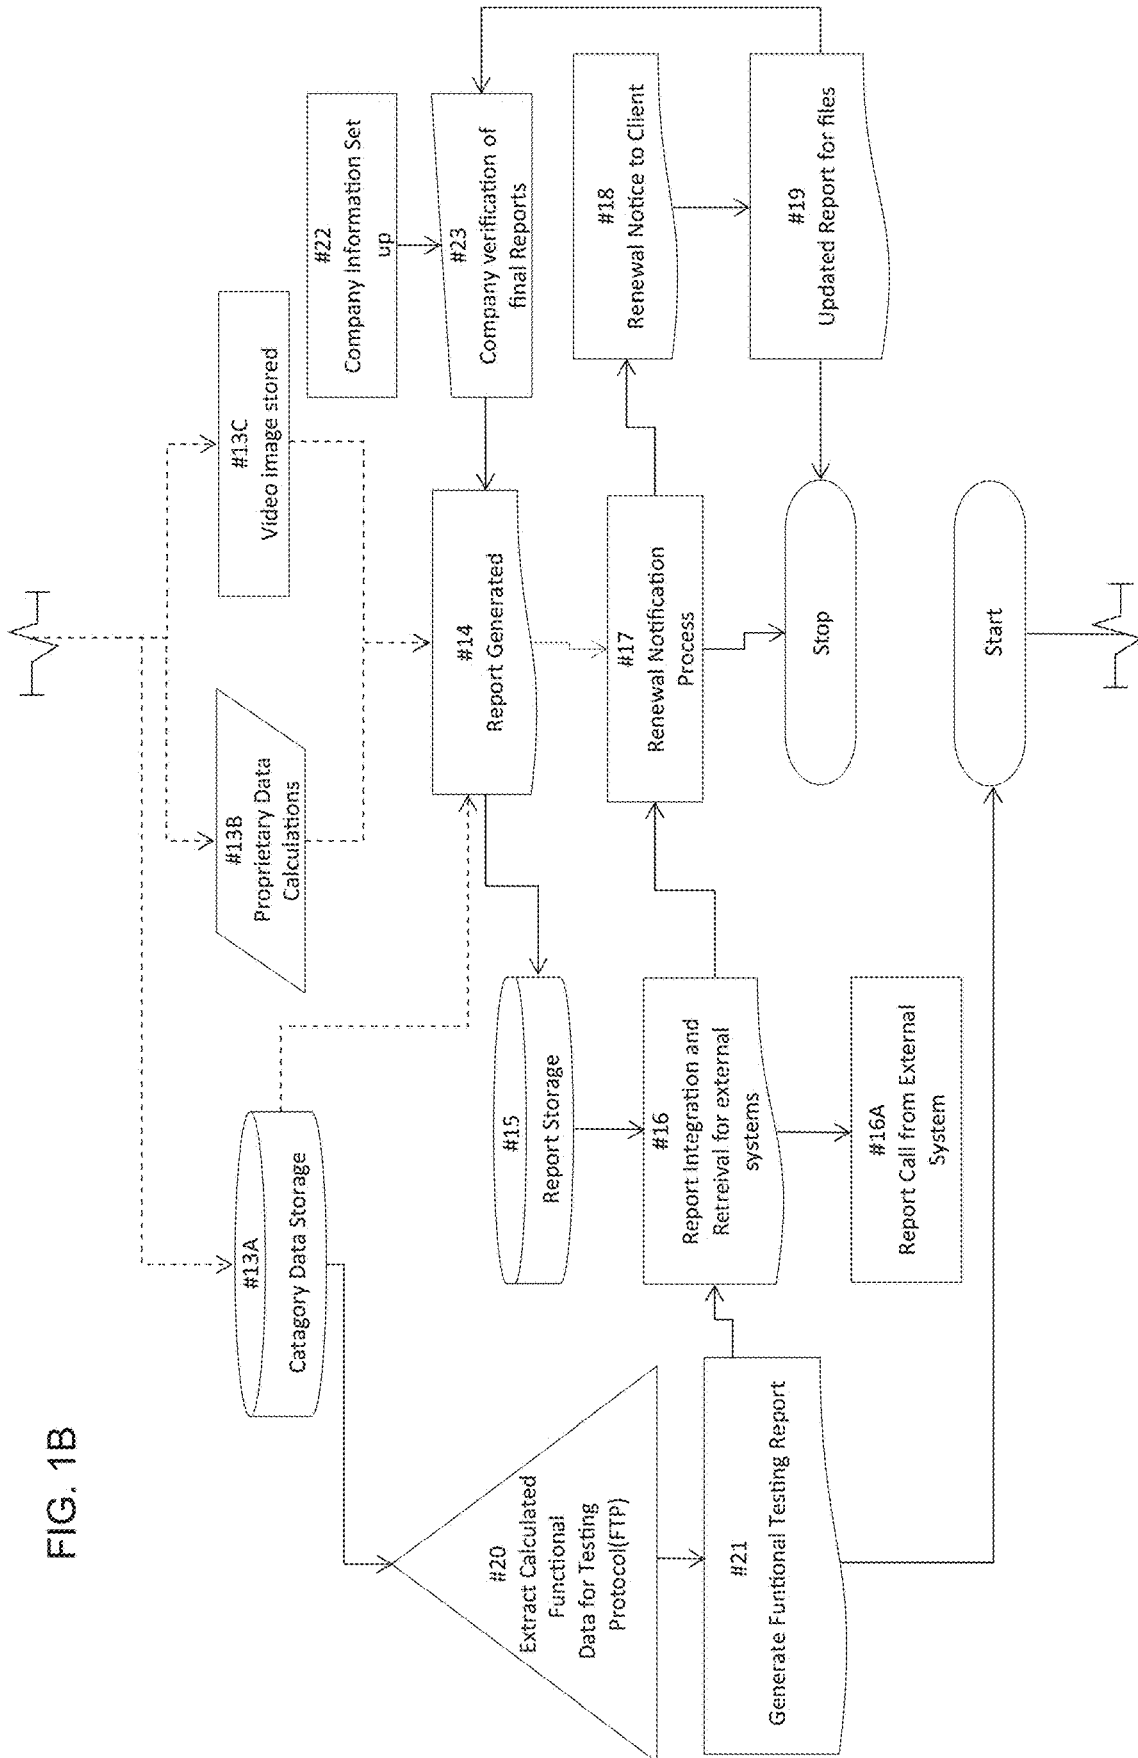 FIG. 1B
#13A
Catagory Data Storage
#13B
Proprietary Data
Calculations
#13C
Video image stored
#22
Company Information Set
up
#23
Company verification of
final Reports
#14
Report Generated
#15
Report Storage
#20
Extract Calculated
Functional
Data for Testing
Protocol(FTP)
#21
Generate Funtional Testing Report
#16
Report Integration and
Retreival for external
systems
#16A
Report Call from External
System
#17
Renewal Notification
Process
#18
Renewal Notice to Client
#19
Updated Report for files
Stop
Start